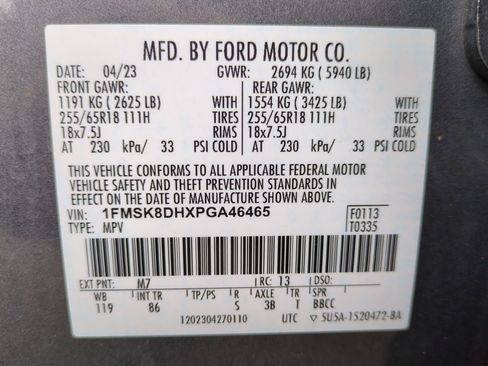 MFD. BY FORD MOTOR CO.
DATE: 04/23 GVWR: 2694 KG ( 5940 LB)
FRONT GAWR: REAR GAWR:
1191 KG ( 2625 LB) WITH 1554 KG ( 3425 LB) WITH
255/65R18 111H TIRES 255/65R18 111H TIRES
18x7.5J RIMS 18x7.5J RIMS
AT 230 kPa/ 33 PSI COLD AT 230 kPa/ 33 PSI COLD
THIS VEHICLE CONFORMS TO ALL APPLICABLE FEDERAL MOTOR
VEHICLE SAFETY AND THEFT PREVENTION STANDARDS IN
EFFECT ON THE DATE OF MANUFACTURE SHOWN ABOVE.
VIN: 1FMSK8DHXPGA46465 F0113
TYPE: MPV T0335
EXT PNT: M7 RC: 13 DSO:
WB INT TR TP/PS R AXLE TR SPR
119 86 S 3B T BBCC
1202304270110 UTC ▽ 5U5A-1520472-BA